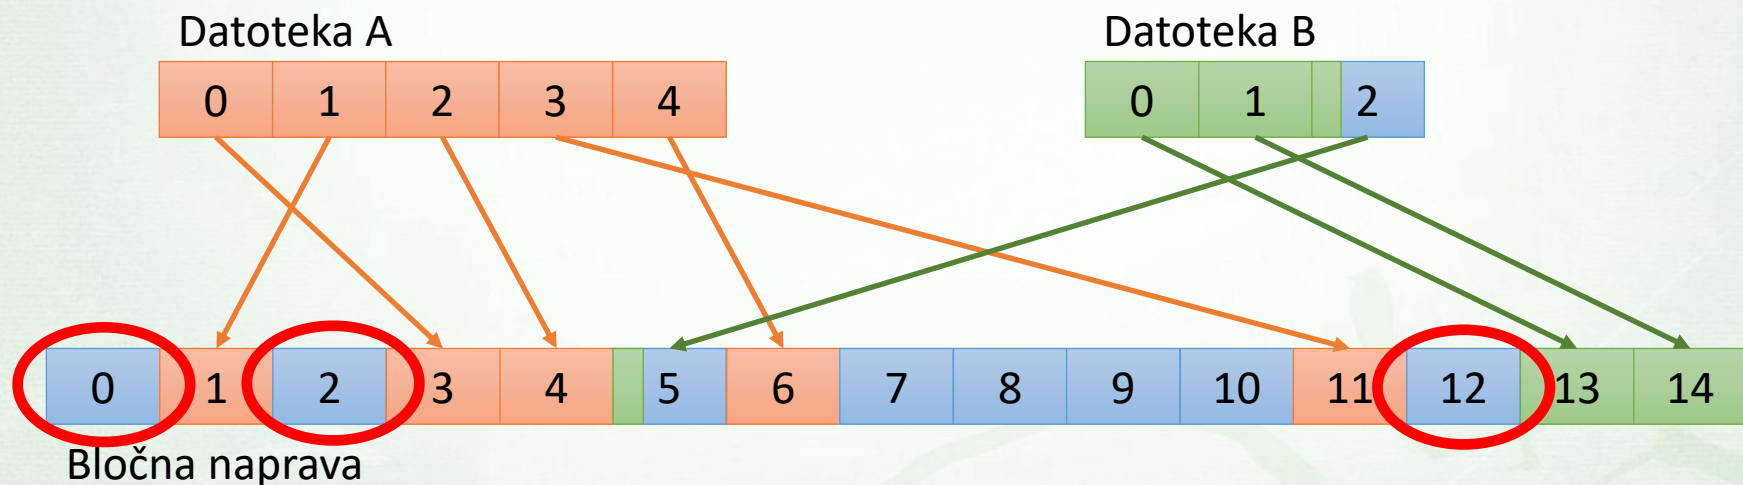 Datoteka A
Datoteka B
0 1 2 3 4
0 1 2
0 1 2 3 4 5 6 7 8 9 10 11 12 13 14
Bločna naprava